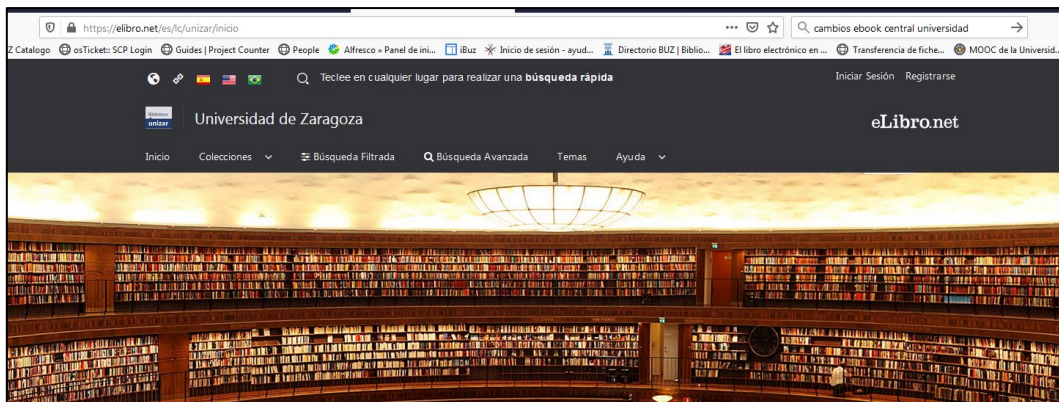 https://elibro.net/es/lc/unizar/inicio
cambios ebook central universidad
Z Catalogo osTicket:: SCP Login Guides | Project Counter People Alfresco » Panel de ini... iBuz Inicio de sesión - ayud... Directorio BUZ | Biblio... El libro electrónico en ... Transferencia de fiche... MOOC de la Universid...
Teclee en cualquier lugar para realizar una búsqueda rápida
Iniciar Sesión Registrarse
Biblioteca
unizar
Universidad de Zaragoza
eLibro.net
Inicio Colecciones Búsqueda Filtrada Búsqueda Avanzada Temas Ayuda